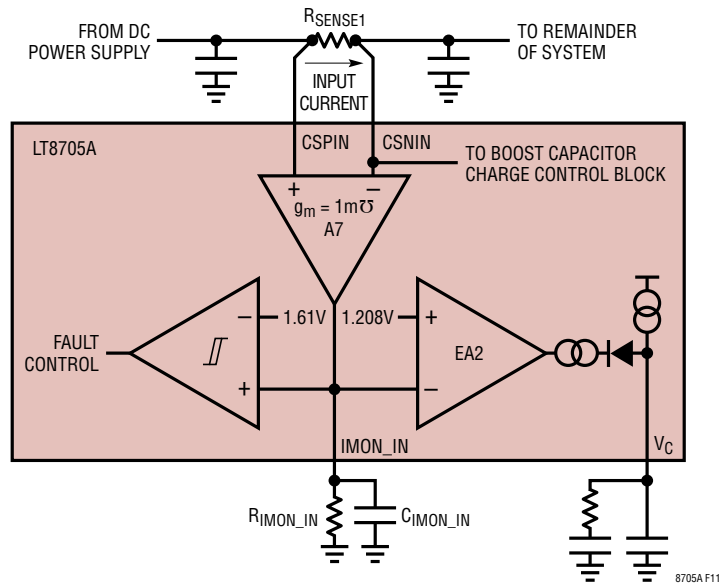 FROM DC
POWER SUPPLY
RSENSE1
TO REMAINDER
OF SYSTEM
INPUT
CURRENT
LT8705A
CSPIN
CSNIN
TO BOOST CAPACITOR
CHARGE CONTROL BLOCK
+
–
gm = 1m℧
A7
FAULT
CONTROL
–
1.61V
1.208V
+
EA2
+
–
IMON_IN
VC
RIMON_IN
CIMON_IN
8705A F11